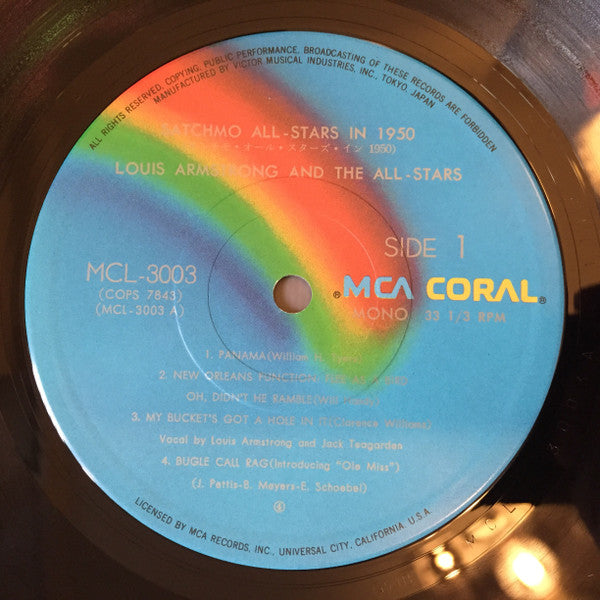 ALL RIGHTS RESERVED. COPYING, PUBLIC PERFORMANCE, BROADCASTING OF THESE RECORDS ARE FORBIDDEN
MANUFACTURED BY VICTOR MUSICAL INDUSTRIES, INC., TOKYO, JAPAN
SATCHMO ALL-STARS IN 1950
オール・スターズ・イン 1950)
LOUIS ARMSTRONG AND THE ALL-STARS
SIDE 1
MCL-3003
(COPS 7843)
(MCL-3003 A)
®MCA CORAL®
MONO 33 1/3 RPM
1. PANAMA(William H. Tyers)
2. NEW ORLEANS FUNCTION: FLEE AS A BIRD
OH, DIDN'T HE RAMBLE(Will
3. MY BUCKET'S GOT A HOLE IN IT(Clarence Williams)
Vocal by Louis Armstrong and Jack Teagarden
4. BUGLE CALL RAG(Introducing "Ole Miss")
(J. Pettis-B. Meyers-E. Schoebel)
LICENSED BY MCA RECORDS, INC., UNIVERSAL CITY, CALIFORNIA, U.S.A.